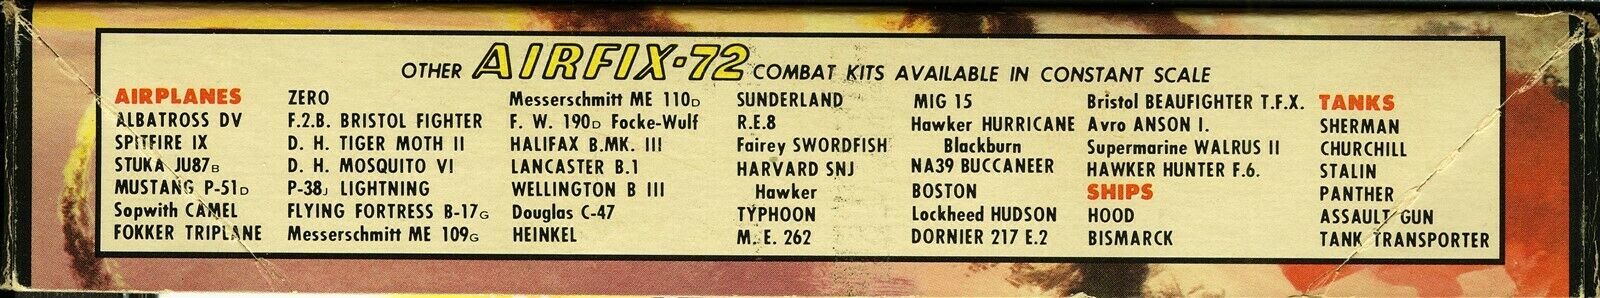 OTHER AIRFIX-72 COMBAT KITS AVAILABLE IN CONSTANT SCALE
AIRPLANES
ALBATROSS DV
SPITFIRE IX
STUKA JU87B
MUSTANG P-51D
Sopwith CAMEL
FOKKER TRIPLANE
ZERO
F.2.B. BRISTOL FIGHTER
D. H. TIGER MOTH II
D. H. MOSQUITO VI
P-38J LIGHTNING
FLYING FORTRESS B-17G
Messerschmitt ME 109G
Messerschmitt ME 110D
F. W. 190D Focke-Wulf
HALIFAX B.MK. III
LANCASTER B.1
WELLINGTON B III
Douglas C-47
HEINKEL
SUNDERLAND
R.E.8
Fairey SWORDFISH
HARVARD SNJ
Hawker
TYPHOON
M. E. 262
MIG 15
Hawker HURRICANE
Blackburn
NA39 BUCCANEER
BOSTON
Lockheed HUDSON
DORNIER 217 E.2
Bristol BEAUFIGHTER T.F.X.
Avro ANSON I.
Supermarine WALRUS II
HAWKER HUNTER F.6.
SHIPS
HOOD
BISMARCK
TANKS
SHERMAN
CHURCHILL
STALIN
PANTHER
ASSAULT GUN
TANK TRANSPORTER